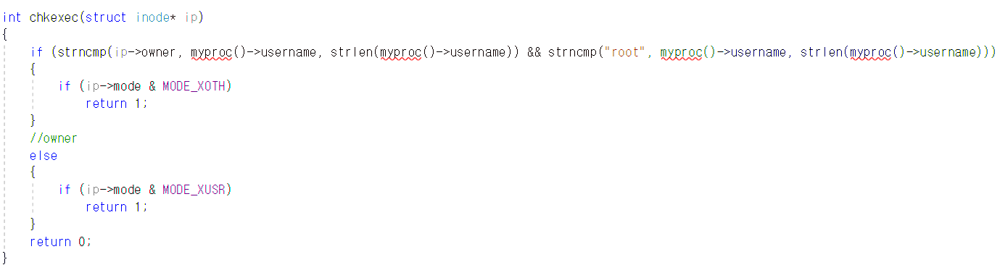 int chkexec(struct inode* ip)
{
if (strncmp(ip->owner, myproc()->username, strlen(myproc()->username)) && strncmp("root", myproc()->username, strlen(myproc()->username)))
{
if (ip->mode & MODE_XOTH)
return 1;
}
//owner
else
{
if (ip->mode & MODE_XUSR)
return 1;
}
return 0;
}